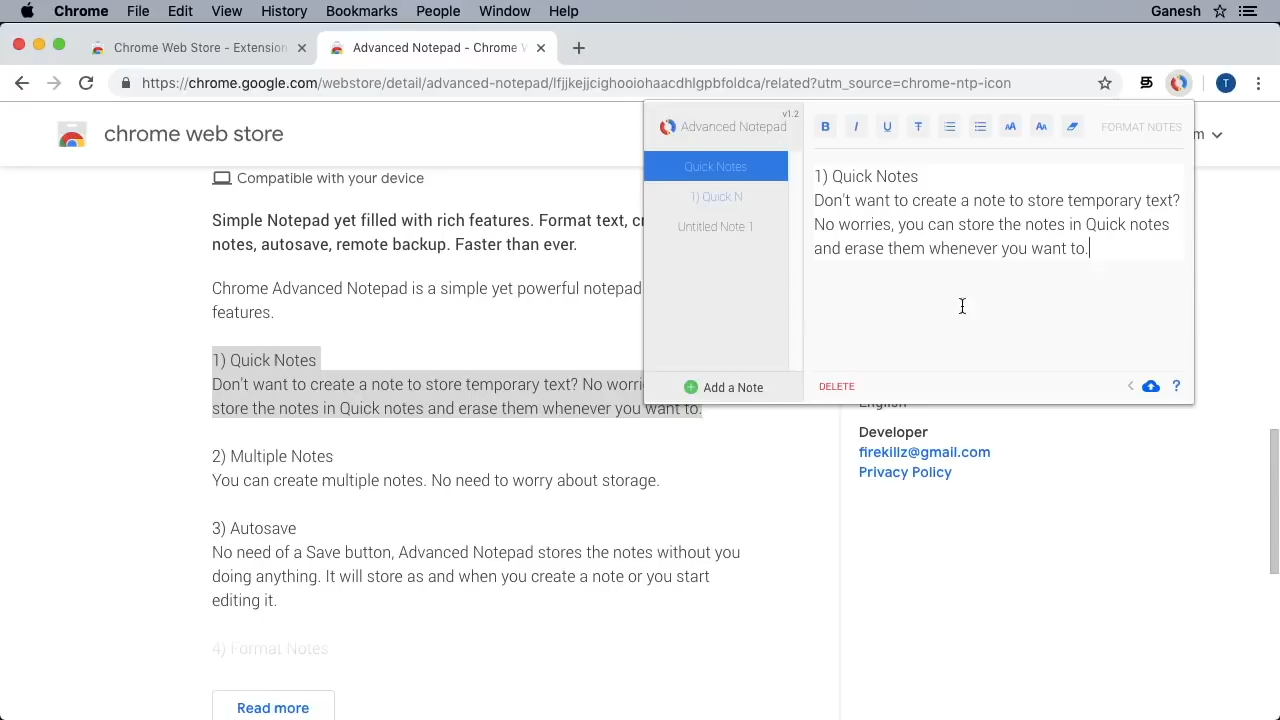 Chrome File Edit View History Bookmarks People Window Help Ganesh
Chrome Web Store - Extension
Advanced Notepad - Chrome W
https://chrome.google.com/webstore/detail/advanced-notepad/lfjjkejjcighooiohaacdhlgpbfoldca/related?utm_source=chrome-ntp-icon
T
chrome web store
m
Compatible with your device
Simple Notepad yet filled with rich features. Format text, cr
notes, autosave, remote backup. Faster than ever.
Chrome Advanced Notepad is a simple yet powerful notepad
features.
1) Quick Notes
Don't want to create a note to store temporary text? No worri
store the notes in Quick notes and erase them whenever you want to.
2) Multiple Notes
You can create multiple notes. No need to worry about storage.
3) Autosave
No need of a Save button, Advanced Notepad stores the notes without you
doing anything. It will store as and when you create a note or you start
editing it.
4) Format Notes
Read more
v1.2
Advanced Notepad
Quick Notes
1) Quick N
Untitled Note 1
Add a Note
B I U T AA AA FORMAT NOTES
1) Quick Notes
Don't want to create a note to store temporary text?
No worries, you can store the notes in Quick notes
and erase them whenever you want to.
DELETE
?
English
Developer
firekillz@gmail.com
Privacy Policy